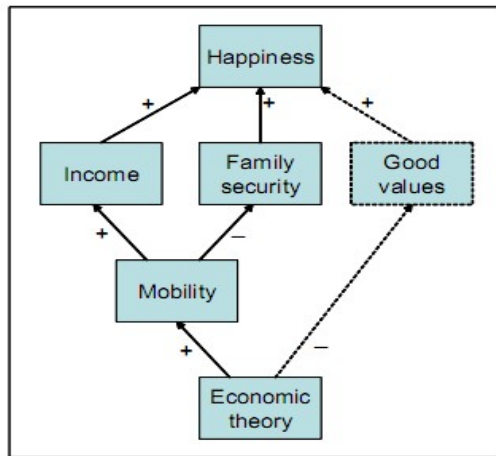 Happiness
+
+
+
Income
Family
security
Good
values
+
–
Mobility
+
–
Economic
theory